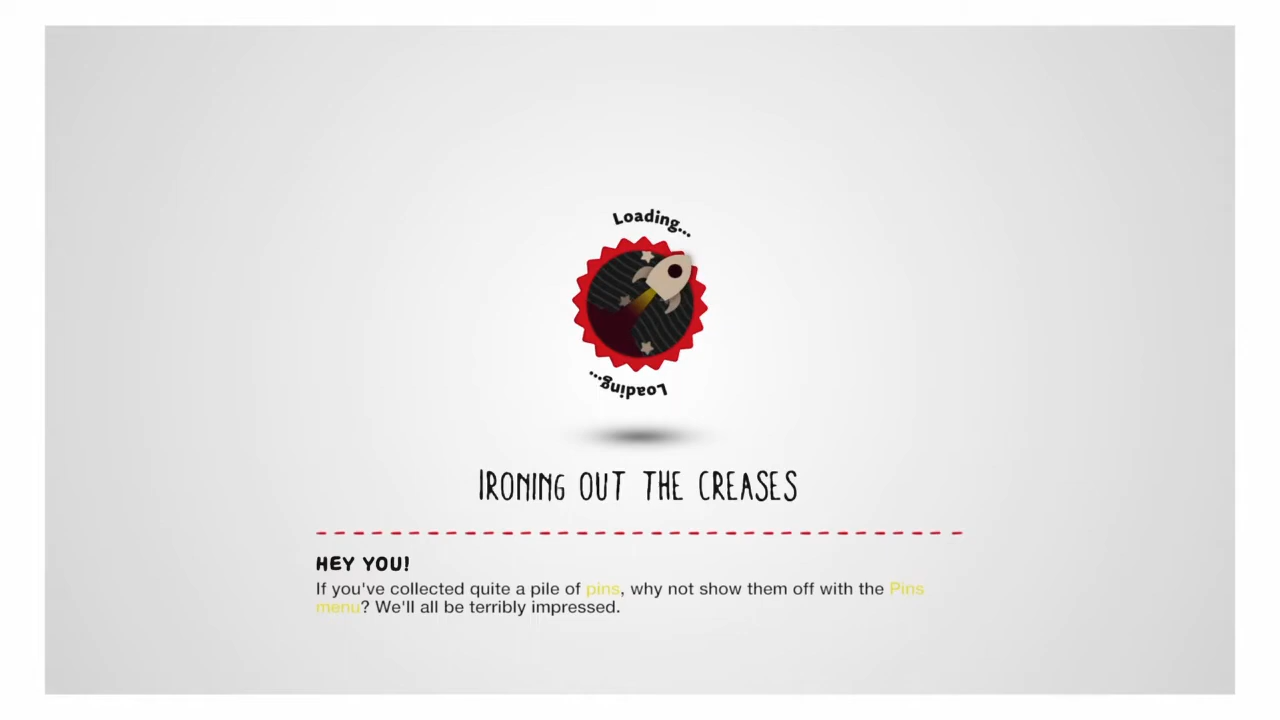 Loading...
Loading...
IRONING OUT THE CREASES
HEY YOU!
If you've collected quite a pile of pins, why not show them off with the Pins
menu? We'll all be terribly impressed.